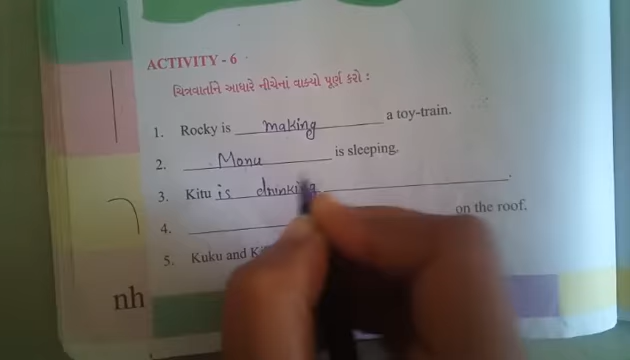 ACTIVITY - 6
ચિત્રવાર્તાને આધારે નીચેનાં વાક્યો પૂર્ણ કરો :
1. Rocky is making a toy-train.
2. Monu is sleeping.
3. Kitu is drinking .
4. on the roof.
5. Kuku and
nh